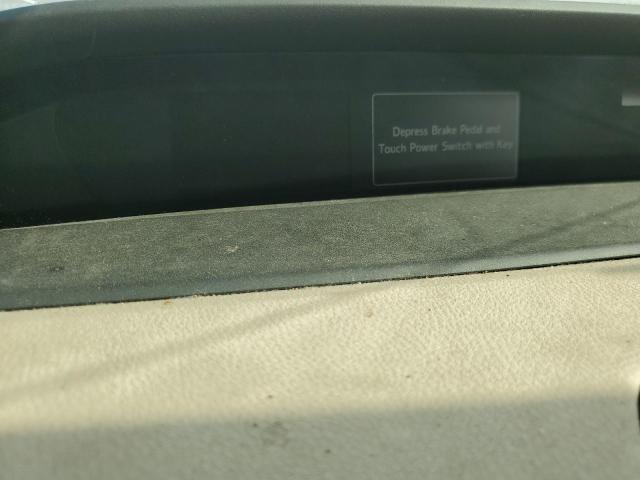 Depress Brake Pedal and
Touch Power Switch with Key